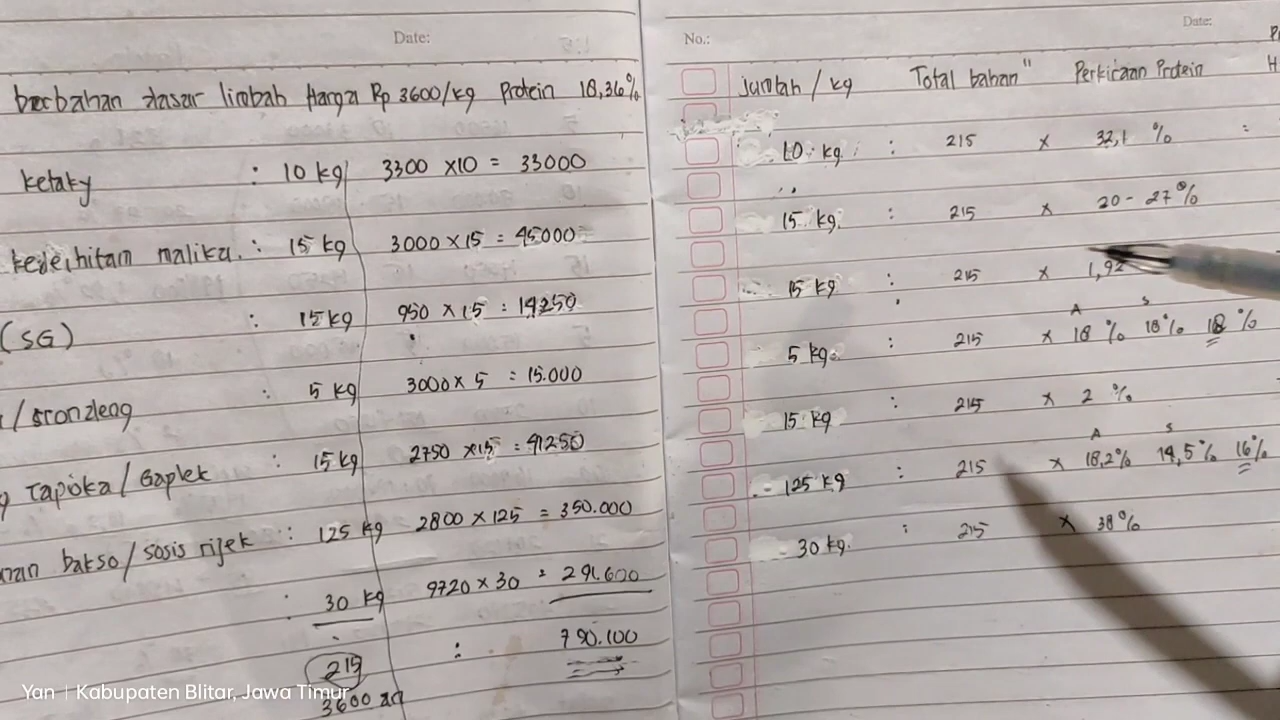 Date:
berbahan dasar limbah Harga Rp 3600/kg Protein 18,36%
ketaky : 10 kg 3300 x 10 = 33000
kedelhitam malika. : 15 kg 3000 x 15 = 45000
(SG) : 15 kg 950 x 15 = 14250
: 5 kg 3000 x 5 = 15.000
Tapioka / Gaplek : 15 kg 2750 x 15 = 41250
bakso / sosis rijek : 125 kg 2800 x 125 = 350.000
: 30 kg 9720 x 30 = 291.600
215 : 790.100
3600
No.: Date:
Jumlah / kg Total bahan" Perkiraan Protein H
10 kg : 215 x 32,1 % =
15 kg : 215 x 20 - 27 %
15 kg : 215 x 1,92
A S
5 kg : 215 x 18 % 18 % 18 %
15 kg : 215 x 2 %
A S
125 kg : 215 x 18,2 % 14,5 % 16 %
30 kg. : 215 x 38 %
Yan | Kabupaten Blitar, Jawa Timur